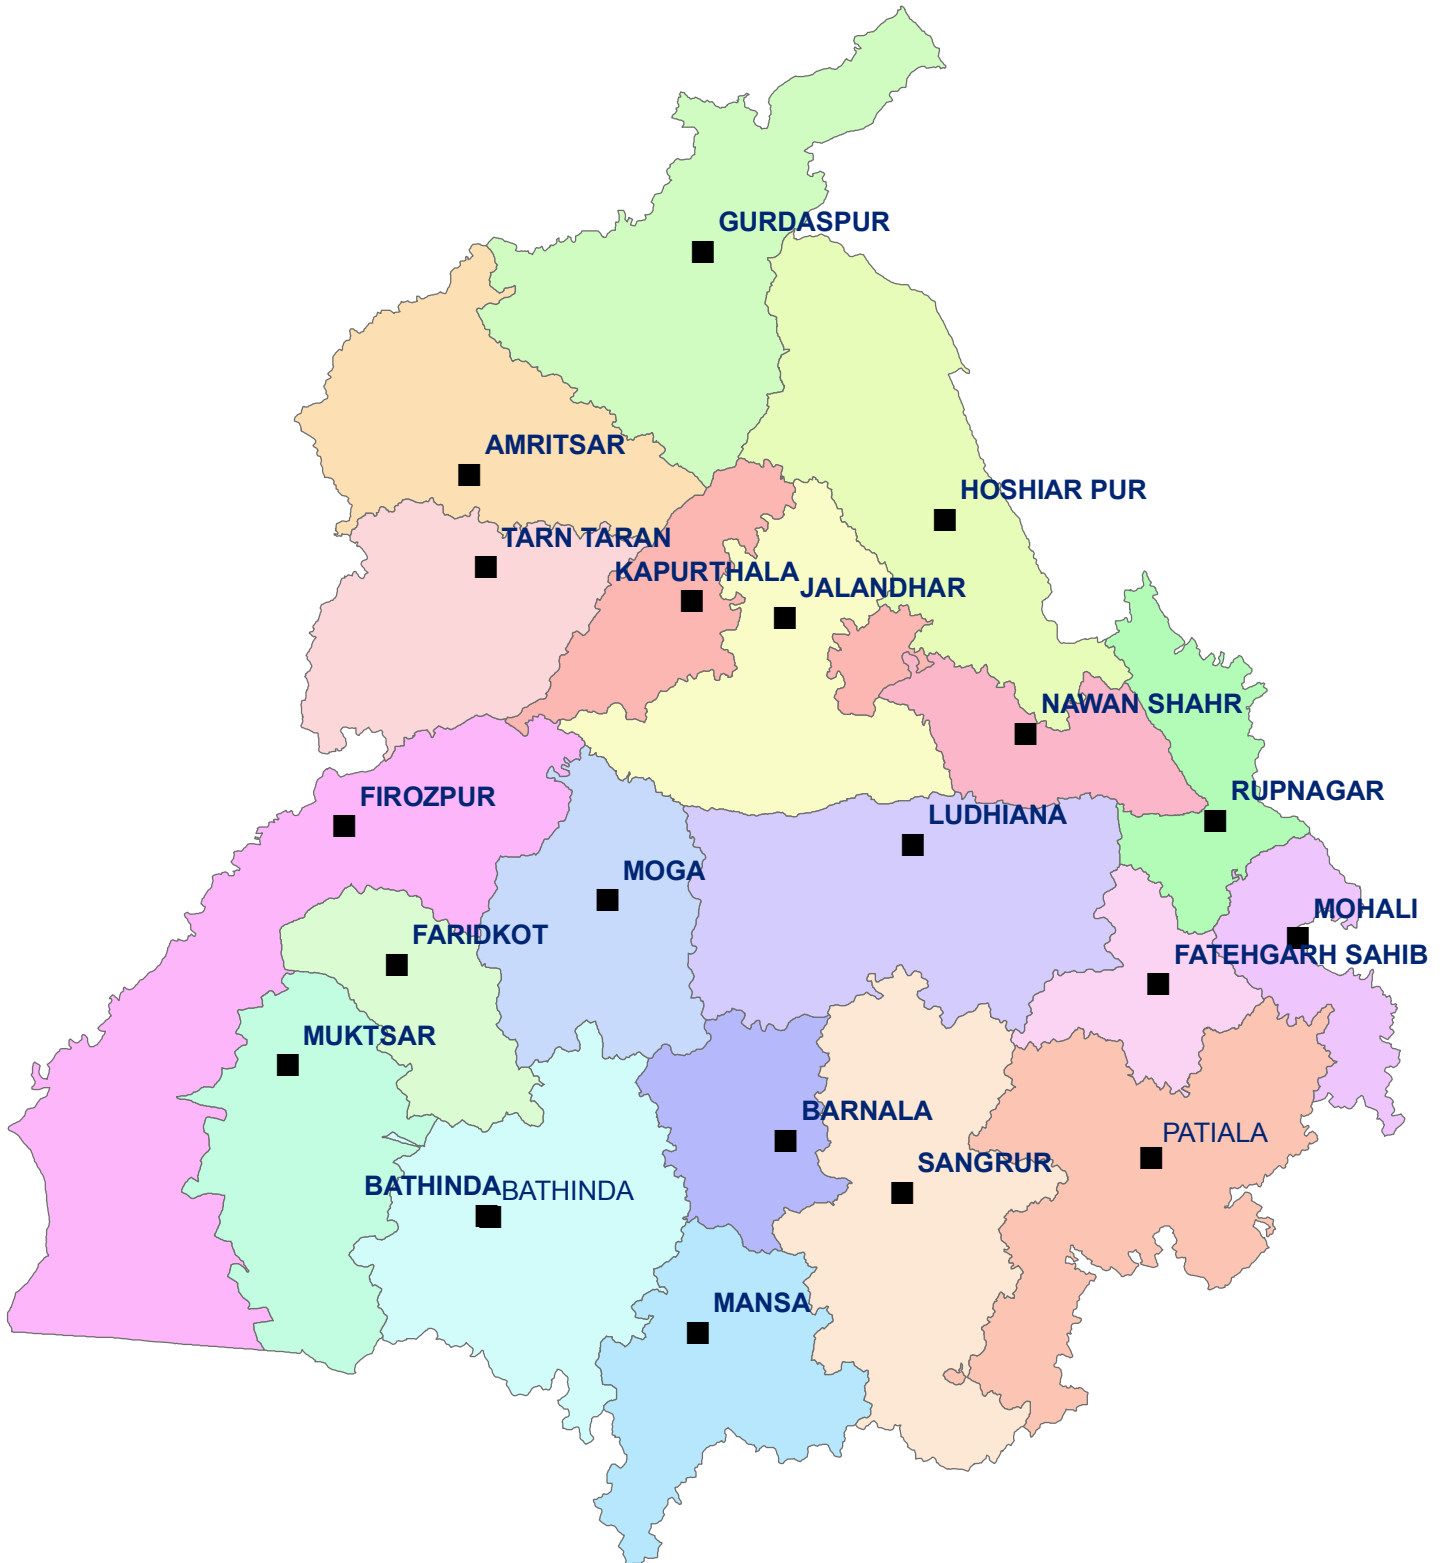 GURDASPUR
AMRITSAR
HOSHIAR PUR
TARN TARAN
KAPURTHALA
JALANDHAR
NAWAN SHAHR
RUPNAGAR
FIROZPUR
LUDHIANA
MOGA
MOHALI
FARIDKOT
FATEHGARH SAHIB
MUKTSAR
BARNALA
PATIALA
SANGRUR
BATHINDA BATHINDA
MANSA